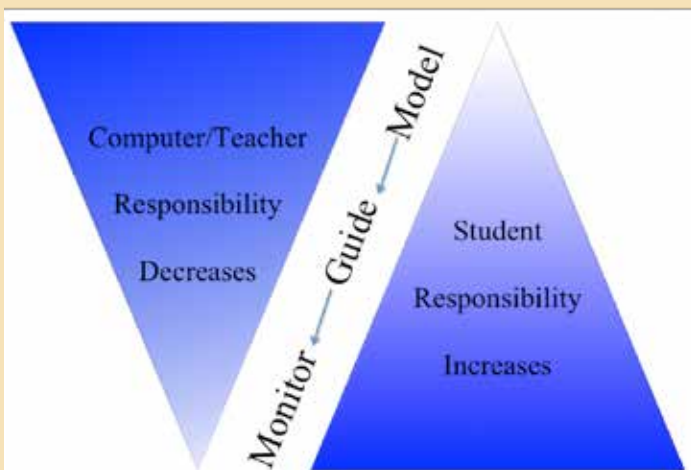 Computer/Teacher
Responsibility
Decreases
Model
Guide
Monitor
Student
Responsibility
Increases